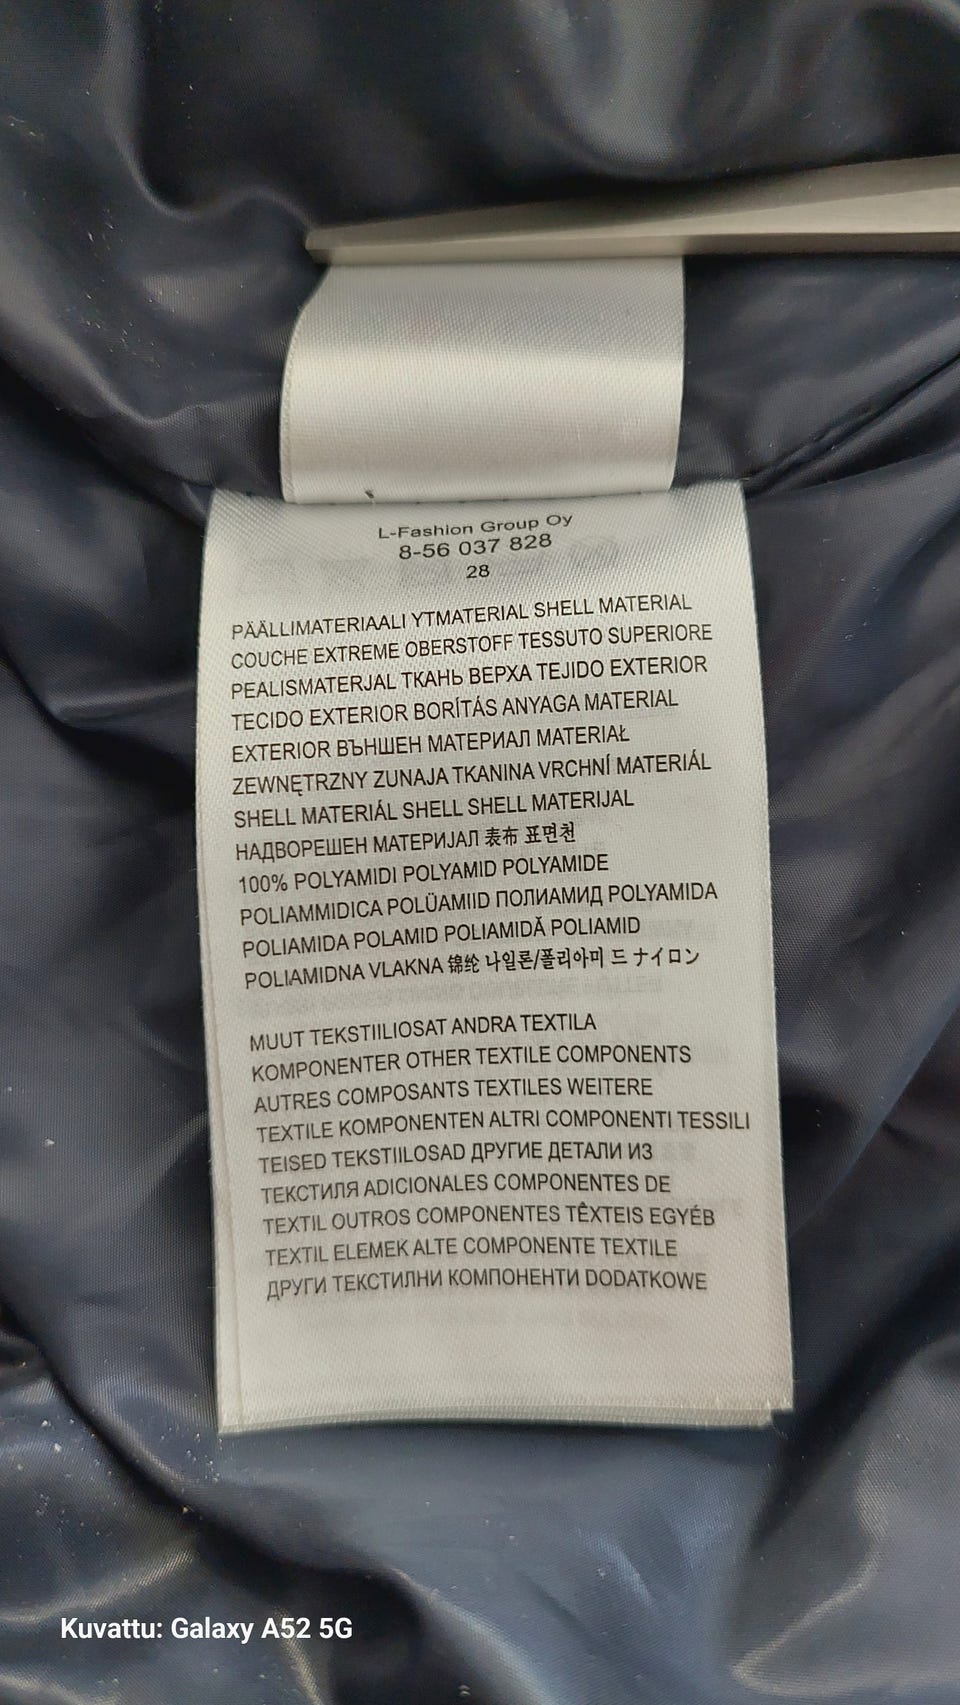 L-Fashion Group Oy
8-56 037 828
28
PÄÄLLIMATERIAALI YTMATERIAL SHELL MATERIAL
COUCHE EXTREME OBERSTOFF TESSUTO SUPERIORE
PEALISMATERJAL ТКАНЬ ВЕРХА TEJIDO EXTERIOR
TECIDO EXTERIOR BORÍTÁS ANYAGA MATERIAL
EXTERIOR ВЪНШЕН МАТЕРИАЛ MATERIAŁ
ZEWNĘTRZNY ZUNAJA TKANINA VRCHNÍ MATERIÁL
SHELL MATERIÁL SHELL SHELL MATERIJAL
НАДВОРЕШЕН МАТЕРИЈАЛ 表布 표면천
100% POLYAMIDI POLYAMID POLYAMIDE
POLIAMMIDICA POLÜAMIID ПОЛИАМИД POLYAMIDA
POLIAMIDA POLAMID POLIAMIDĂ POLIAMID
POLIAMIDNA VLAKNA 锦纶 나일론/폴리아미 드 ナイロン
MUUT TEKSTIILIOSAT ANDRA TEXTILA
KOMPONENTER OTHER TEXTILE COMPONENTS
AUTRES COMPOSANTS TEXTILES WEITERE
TEXTILE KOMPONENTEN ALTRI COMPONENTI TESSILI
TEISED TEKSTIILOSAD ДРУГИЕ ДЕТАЛИ ИЗ
ТЕКСТИЛЯ ADICIONALES COMPONENTES DE
TEXTIL OUTROS COMPONENTES TÊXTEIS EGYÉB
TEXTIL ELEMEK ALTE COMPONENTE TEXTILE
ДРУГИ ТЕКСТИЛНИ КОМПОНЕНТИ DODATKOWE
Kuvattu: Galaxy A52 5G